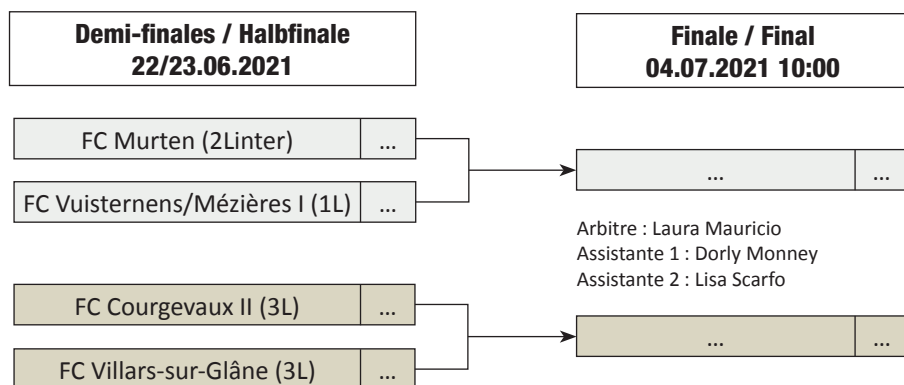 Demi-finales / Halbfinale
22/23.06.2021
Finale / Final
04.07.2021 10:00
FC Murten (2Linter) ...
FC Vuisternens/Mézières I (1L) ...
... ...
Arbitre : Laura Mauricio
Assistante 1 : Dorly Monney
Assistante 2 : Lisa Scarfo
FC Courgevaux II (3L) ...
FC Villars-sur-Glâne (3L) ...
... ...